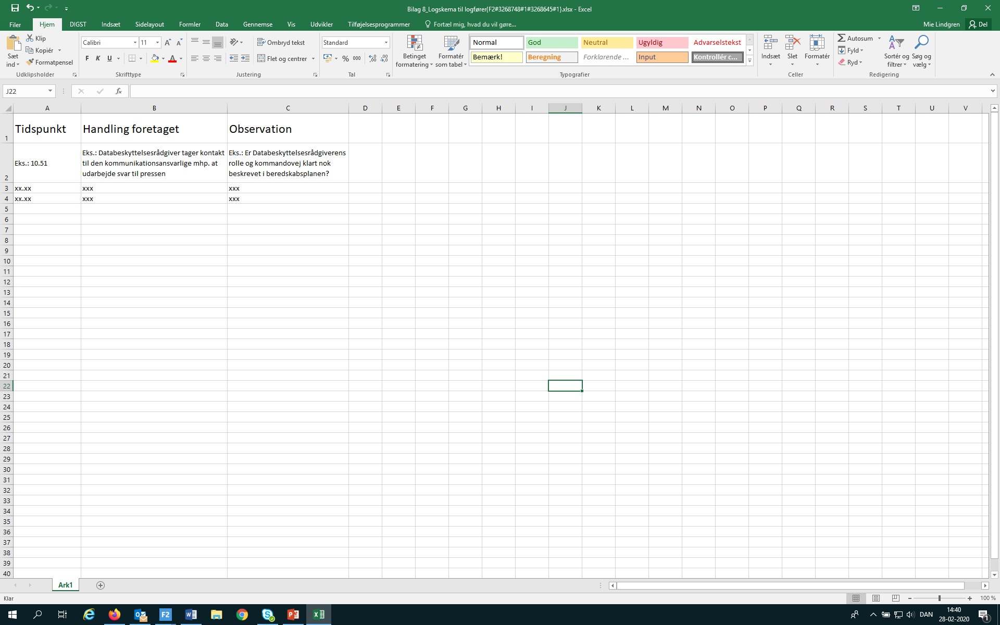 Bilag 8_Logskema til logfører{F2#3268748#1#3268645#1}.xlsx - Excel
Filer Hjem DIGST Indsæt Sidelayout Formler Data Gennemse Vis Udvikler Tilføjelsesprogrammer Fortæl mig, hvad du vil gøre... Mie Lindgren Del
Sæt ind
Klip
Kopiér
Formatpensel
Udklipsholder
Calibri 11
F K U
Skrifttype
Ombryd tekst
Flet og centrer
Justering
Standard
% 000
Tal
Betinget formatering
Formatér som tabel
Normal God Neutral Ugyldig Advarselstekst
Bemærk! Beregning Forklarende ... Input Kontrollér c...
Typografier
Indsæt Slet Formatér
Celler
Autosum
Fyld
Ryd
Sortér og filtrer
Søg og vælg
Redigering
J22 fx
A B C D E F G H I J K L M N O P Q R S T U V
1 Tidspunkt Handling foretaget Observation
2 Eks.: 10.51
Eks.: Databeskyttelsesrådgiver tager kontakt
til den kommunikationsansvarlige mhp. at
udarbejde svar til pressen
Eks.: Er Databeskyttelsesrådgiverens
rolle og kommandovej klart nok
beskrevet i beredskabsplanen?
3 xx.xx xxx xxx
4 xx.xx xxx xxx
5
6
7
8
9
10
11
12
13
14
15
16
17
18
19
20
21
22
23
24
25
26
27
28
29
30
31
32
33
34
35
36
37
38
39
40
Ark1
Klar
100 %
F2
DAN
14:40
28-02-2020
1